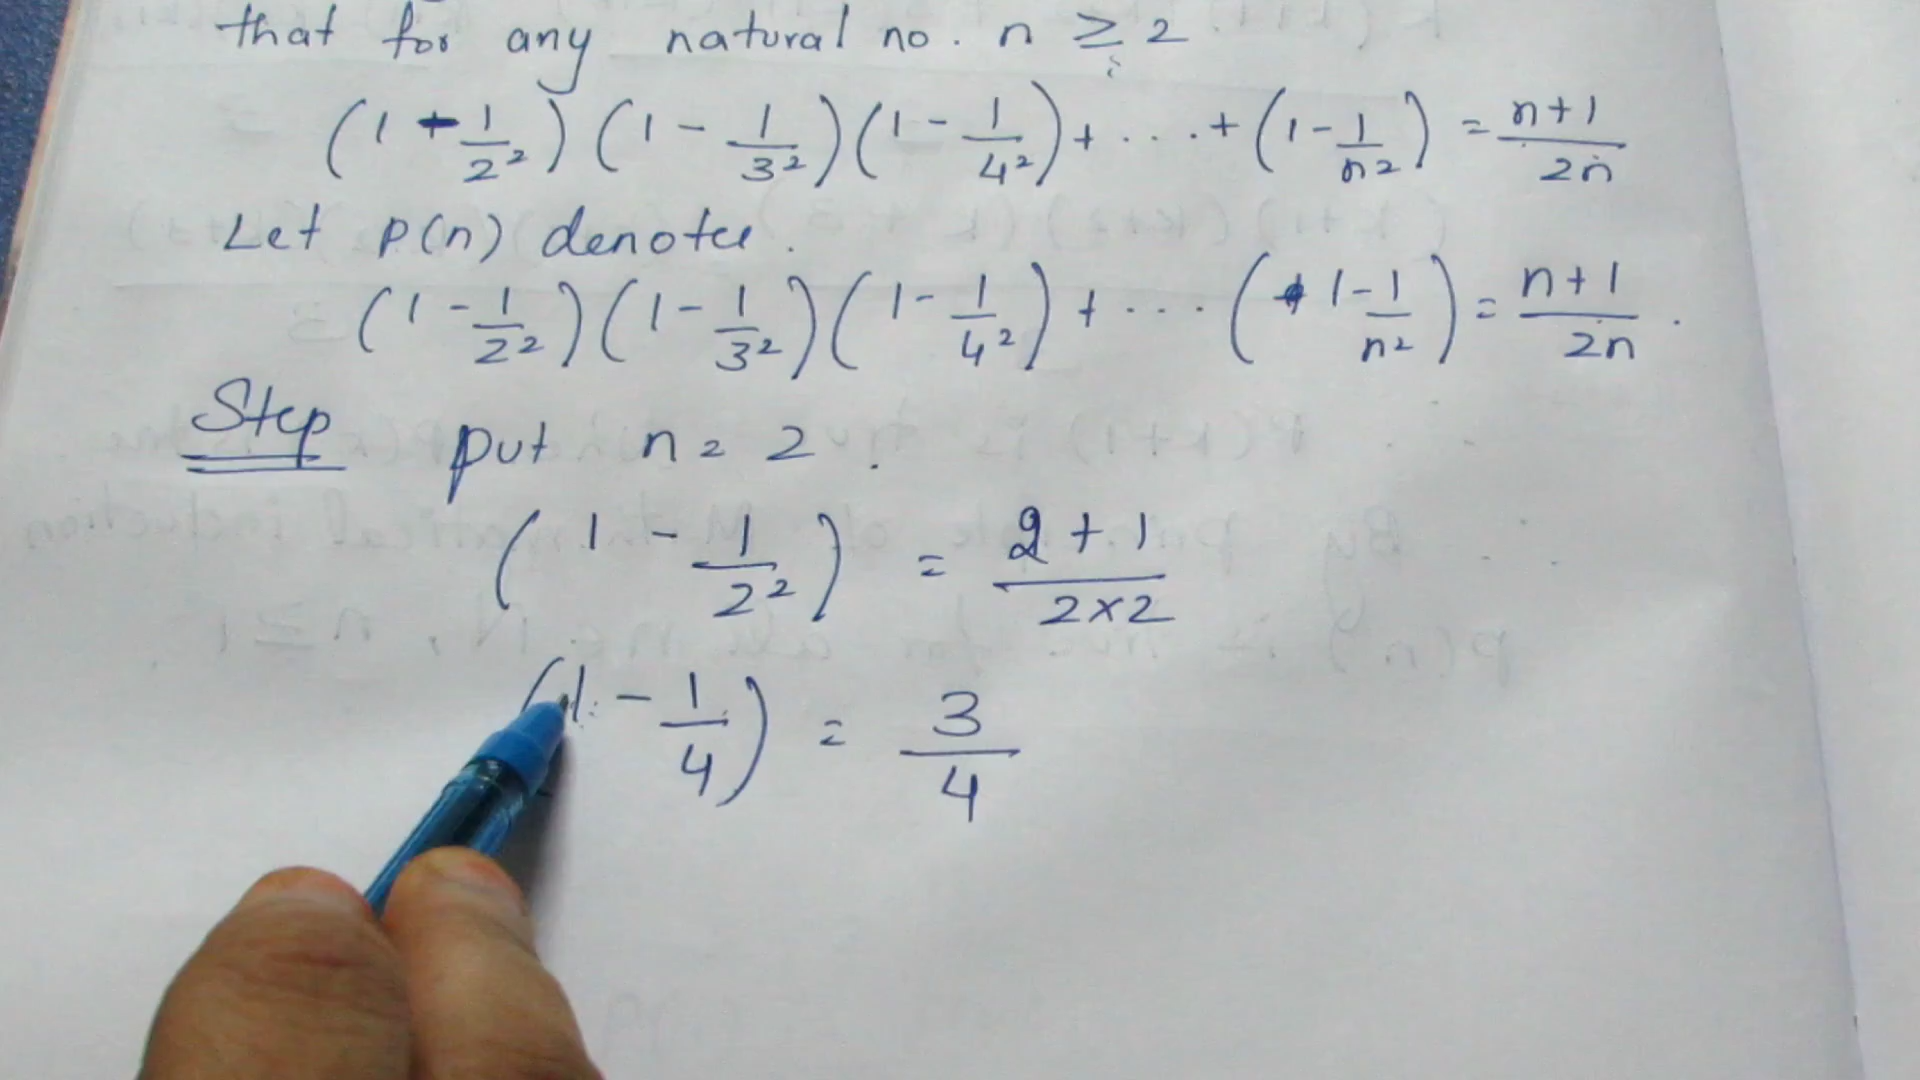 that for any natural no. n ≥ 2
(1 - 1/2²) (1 - 1/3²) (1 - 1/4²) + ... + (1 - 1/n²) = n+1/2n
Let P(n) denote.
(1 - 1/2²) (1 - 1/3²) (1 - 1/4²) + ... (1 - 1/n²) = n+1/2n.
Step put n = 2.
(1 - 1/2²) = 2+1/2×2
(1 - 1/4) = 3/4